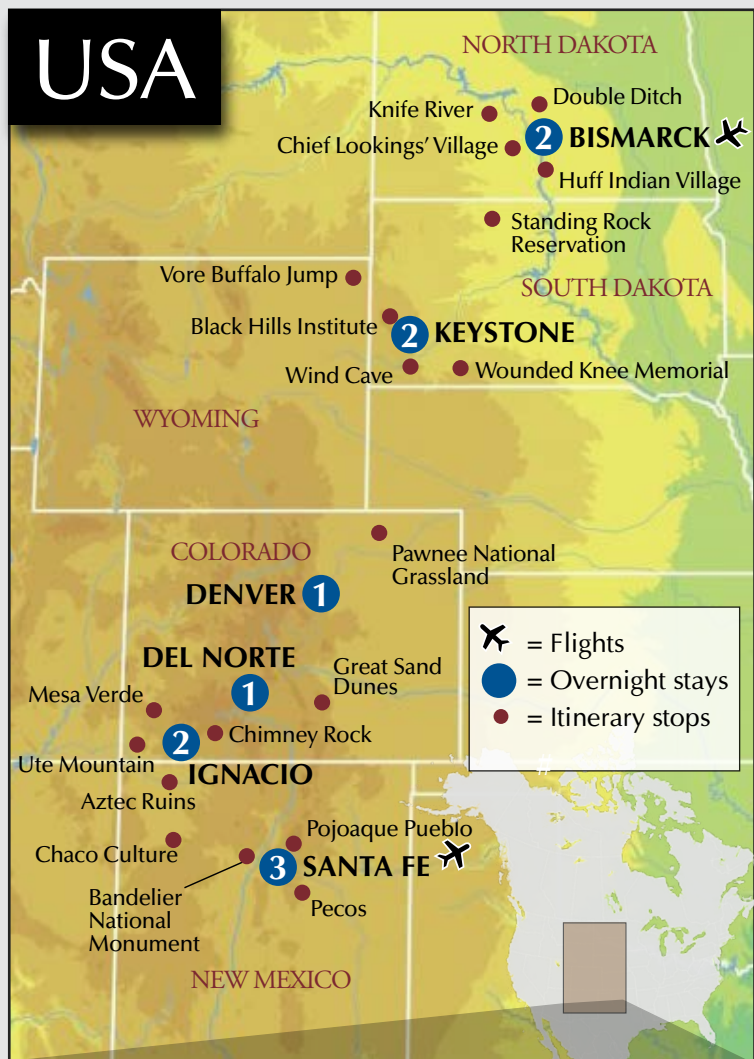 USA
NORTH DAKOTA
Knife River
Double Ditch
Chief Lookings' Village
2 BISMARCK
Huff Indian Village
Standing Rock
Reservation
Vore Buffalo Jump
SOUTH DAKOTA
Black Hills Institute
2 KEYSTONE
Wind Cave
Wounded Knee Memorial
WYOMING
COLORADO
Pawnee National
Grassland
DENVER 1
DEL NORTE
1
Great Sand
Dunes
Mesa Verde
Chimney Rock
2
Ute Mountain
IGNACIO
Aztec Ruins
= Flights
= Overnight stays
= Itinerary stops
Pojoaque Pueblo
Chaco Culture
3 SANTA FE
Bandelier
National
Monument
Pecos
NEW MEXICO